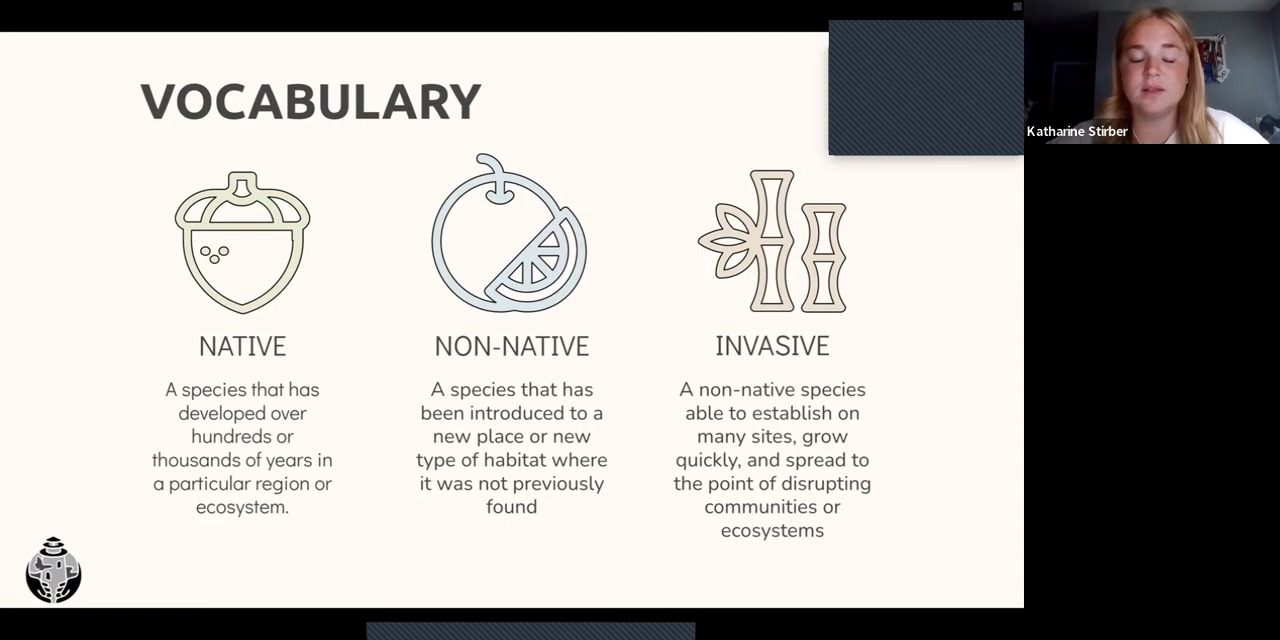 VOCABULARY
NATIVE
A species that has
developed over
hundreds or
thousands of years in
a particular region or
ecosystem.
NON-NATIVE
A species that has
been introduced to a
new place or new
type of habitat where
it was not previously
found
INVASIVE
A non-native species
able to establish on
many sites, grow
quickly, and spread to
the point of disrupting
communities or
ecosystems
Katharine Stirber